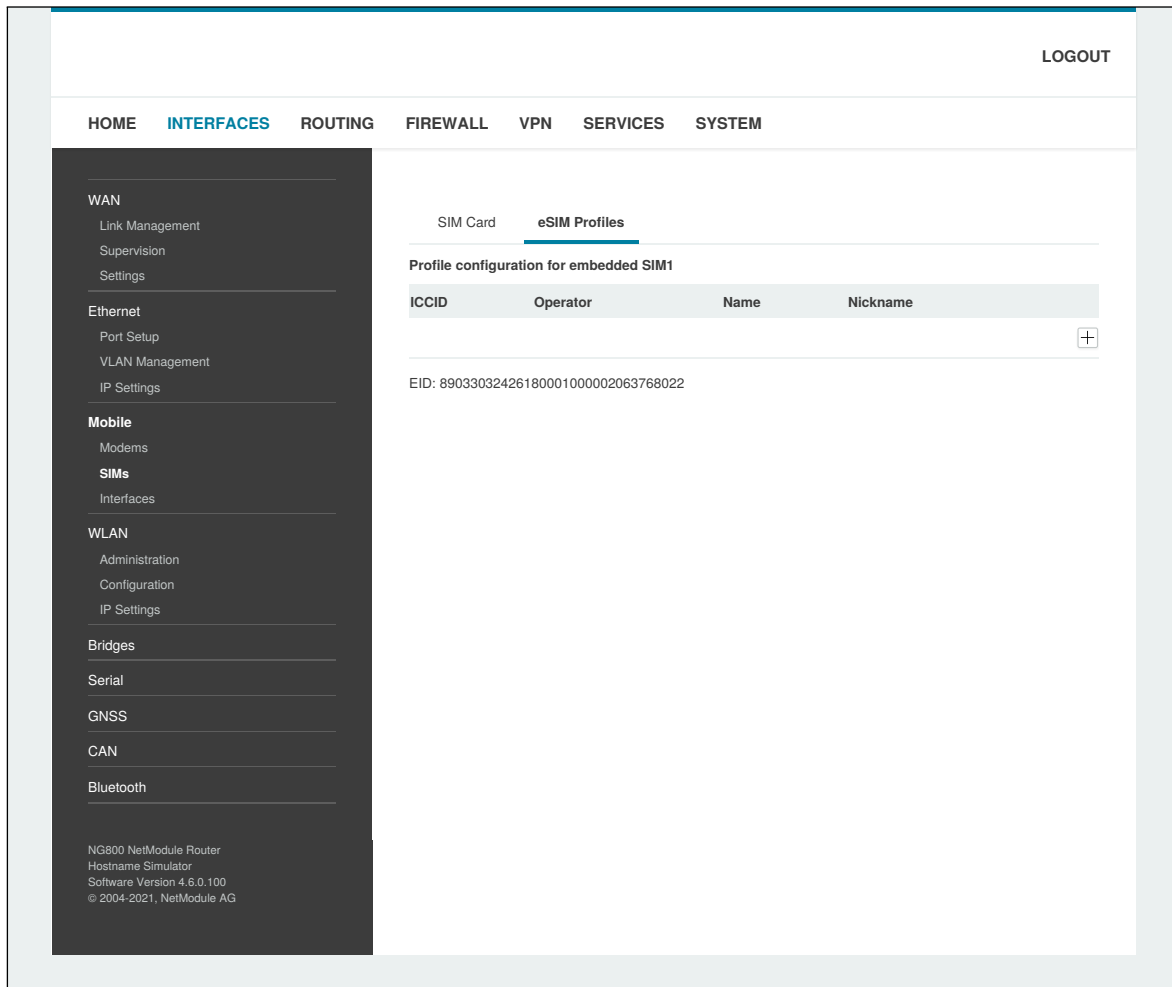 LOGOUT
HOME INTERFACES ROUTING FIREWALL VPN SERVICES SYSTEM
WAN
Link Management
Supervision
Settings
Ethernet
Port Setup
VLAN Management
IP Settings
Mobile
Modems
SIMs
Interfaces
WLAN
Administration
Configuration
IP Settings
Bridges
Serial
GNSS
CAN
Bluetooth
NG800 NetModule Router
Hostname Simulator
Software Version 4.6.0.100
© 2004-2021, NetModule AG
SIM Card eSIM Profiles
Profile configuration for embedded SIM1
ICCID Operator Name Nickname
EID: 89033032426180001000002063768022